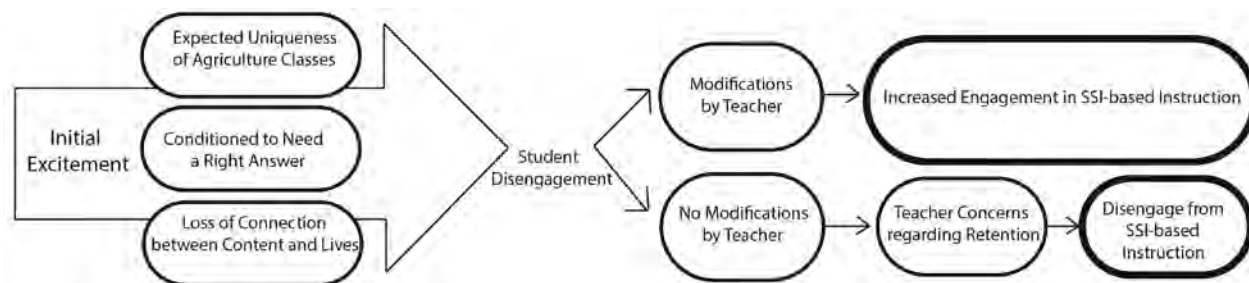 Initial
Excitement
Expected Uniqueness
of Agriculture Classes
Conditioned to Need
a Right Answer
Loss of Connection
between Content and Lives
Student
Disengagement
Modifications
by Teacher
Increased Engagement in SSI-based Instruction
No Modifications
by Teacher
Teacher Concerns
regarding Retention
Disengage from
SSI-based
Instruction